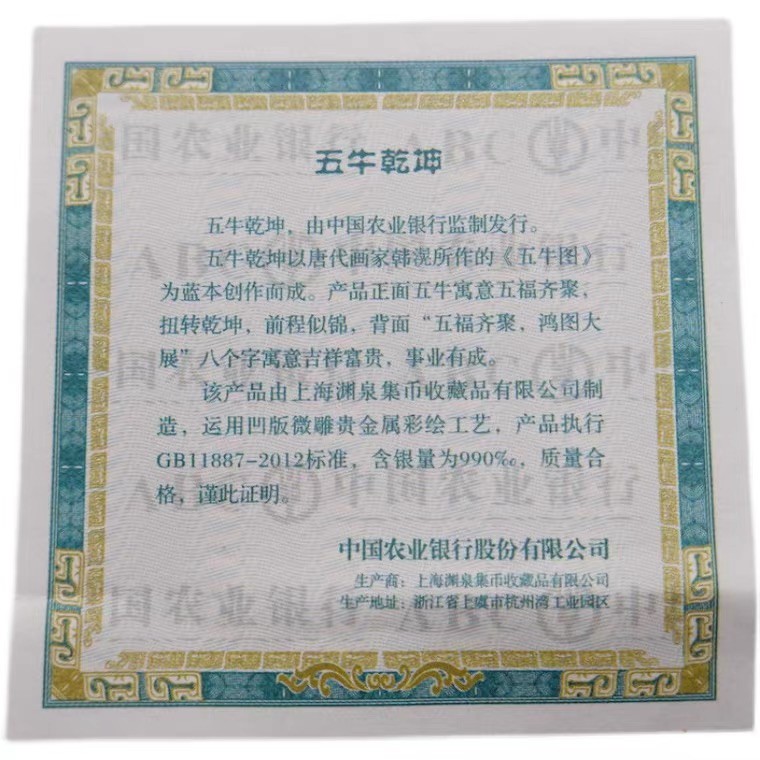 五牛乾坤
五牛乾坤，由中国农业银行监制发行。
五牛乾坤以唐代画家韩滉所作的《五牛图》
为蓝本创作而成。产品正面五牛寓意五福齐聚，
扭转乾坤，前程似锦，背面“五福齐聚，鸿图大
展”八个字寓意吉祥富贵，事业有成。
该产品由上海渊泉集币收藏品有限公司制
造，运用凹版微雕贵金属彩绘工艺，产品执行
GB11887-2012标准，含银量为990‰，质量合
格，谨此证明。
中国农业银行股份有限公司
生产商：上海渊泉集币收藏品有限公司
生产地址：浙江省上虞市杭州湾工业园区